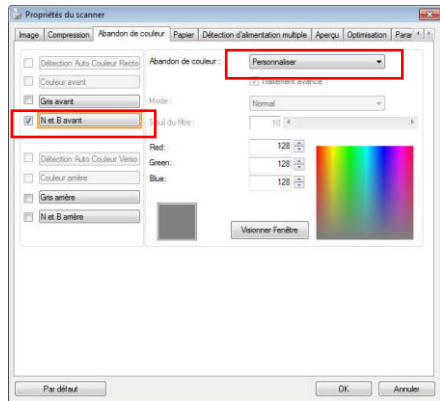 Propriétés du scanner
Image Compression Abandon de couleur Papier Détection d'alimentation multiple Aperçu Optimisation Para
Détection Auto Couleur Recto
Abandon de couleur :
Personnaliser
Couleur avant
Traitement avancé
Gris avant
Mode :
Normal
N et B avant
Seuil du filtre :
10
Red:
128
Détection Auto Couleur Verso
Green:
128
Couleur arrière
Blue:
128
Gris arrière
N et B arrière
Visionner Fenêtre
Par défaut
OK
Annuler